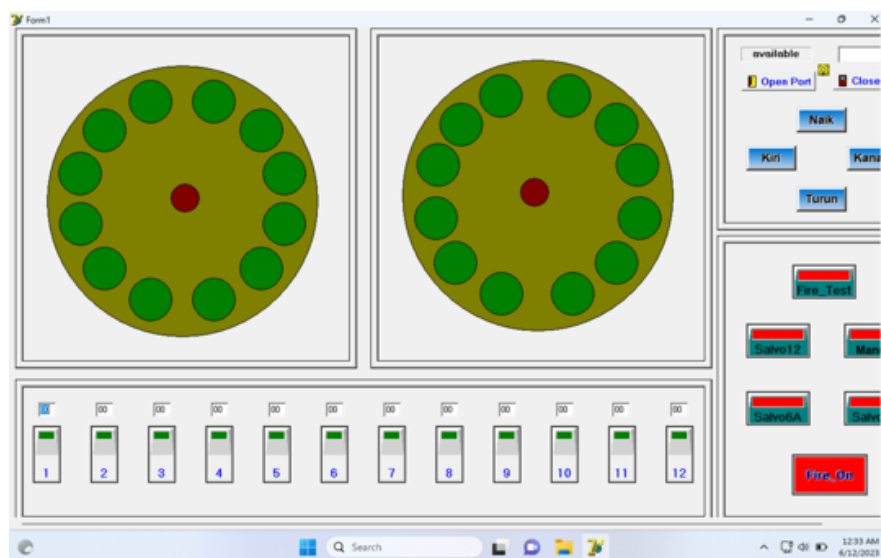 Form1
available
Open Port
Close
Naik
Kiri
Kana
Turun
Fire_Test
Salvo12
Man
Salvo6A
Salv
Fire_On
00 00 00 00 00 00 00 00 00 00 00 00
1 2 3 4 5 6 7 8 9 10 11 12
Search
12:33 AM
6/12/2023